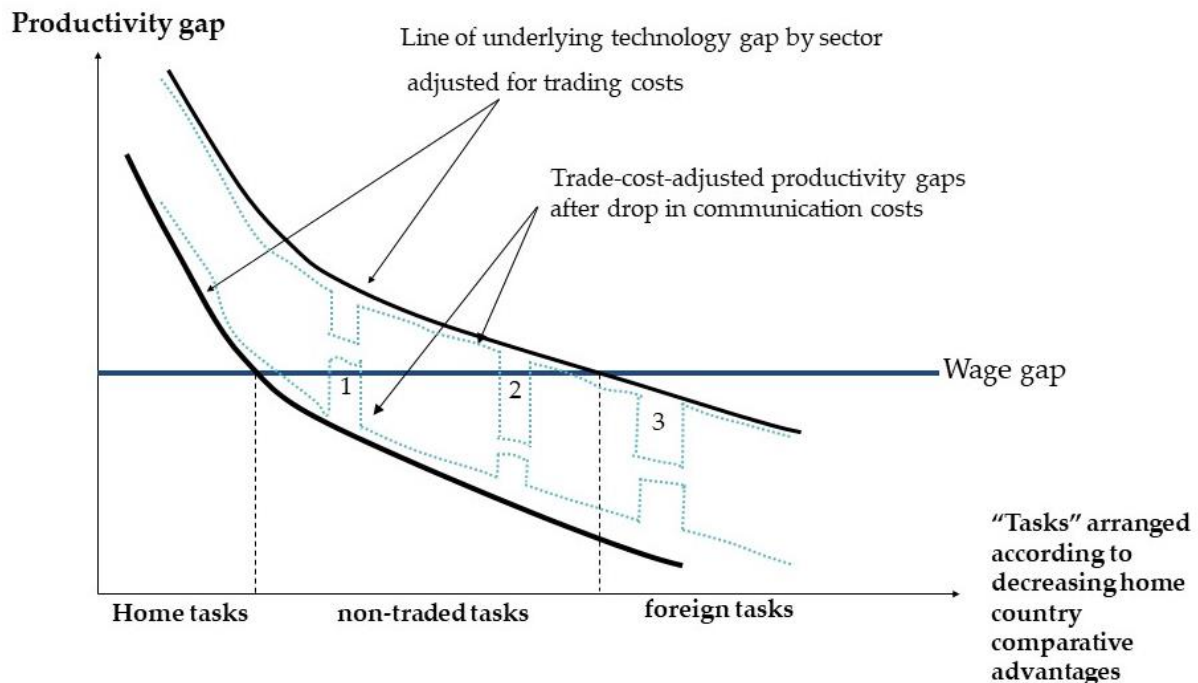 Productivity gap
Line of underlying technology gap by sector
adjusted for trading costs
Trade-cost-adjusted productivity gaps
after drop in communication costs
1
2
3
Wage gap
Home tasks
non-traded tasks
foreign tasks
“Tasks” arranged
according to
decreasing home
country
comparative
advantages